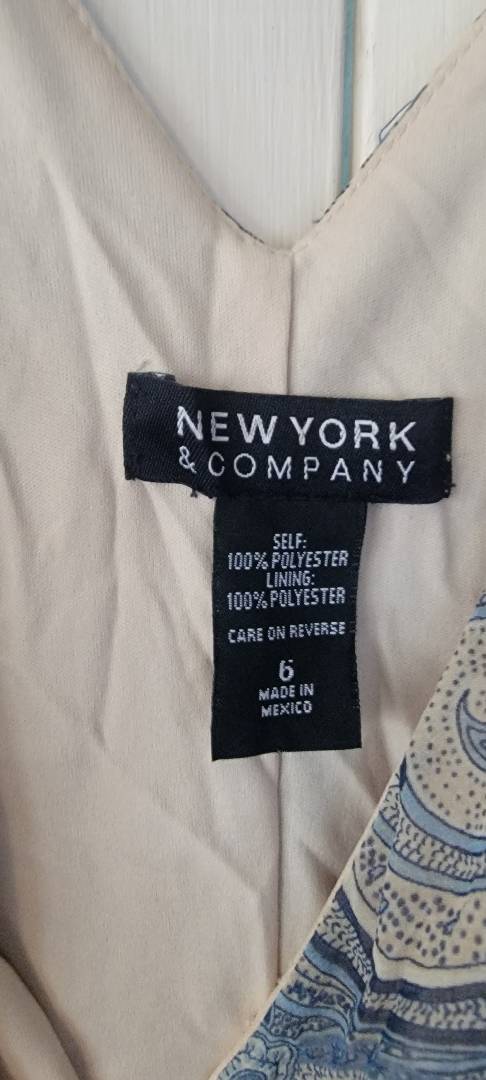 NEW YORK
& COMPANY
SELF:
100% POLYESTER
LINING:
100% POLYESTER
CARE ON REVERSE
6
MADE IN
MEXICO